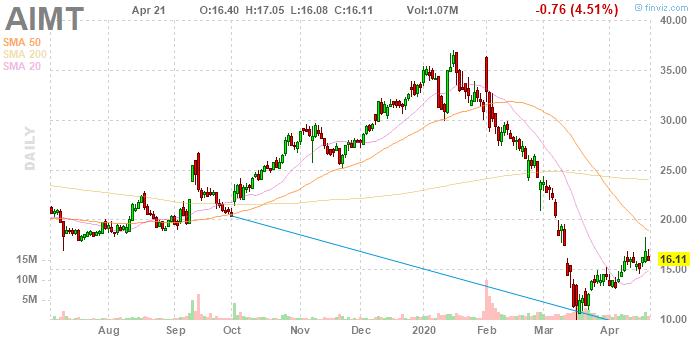 © finviz.com
AIMT
Apr 21 O:16.40 H:17.05 L:16.08 C:16.11 Vol:1.07M -0.76 (4.51%)
SMA 50
SMA 200
SMA 20
DAILY
40.00
35.00
30.00
25.00
20.00
16.11
15.00
10.00
15M
10M
5M
Aug Sep Oct Nov Dec 2020 Feb Mar Apr